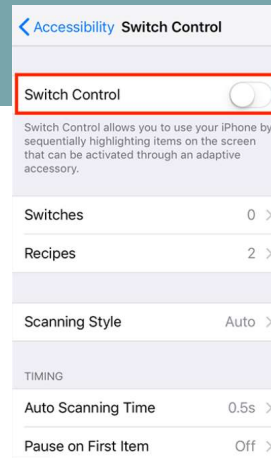 Accessibility Switch Control
Switch Control
Switch Control allows you to use your iPhone by
sequentially highlighting items on the screen
that can be activated through an adaptive
accessory.
Switches 0
Recipes 2
Scanning Style Auto
TIMING
Auto Scanning Time 0.5s
Pause on First Item Off